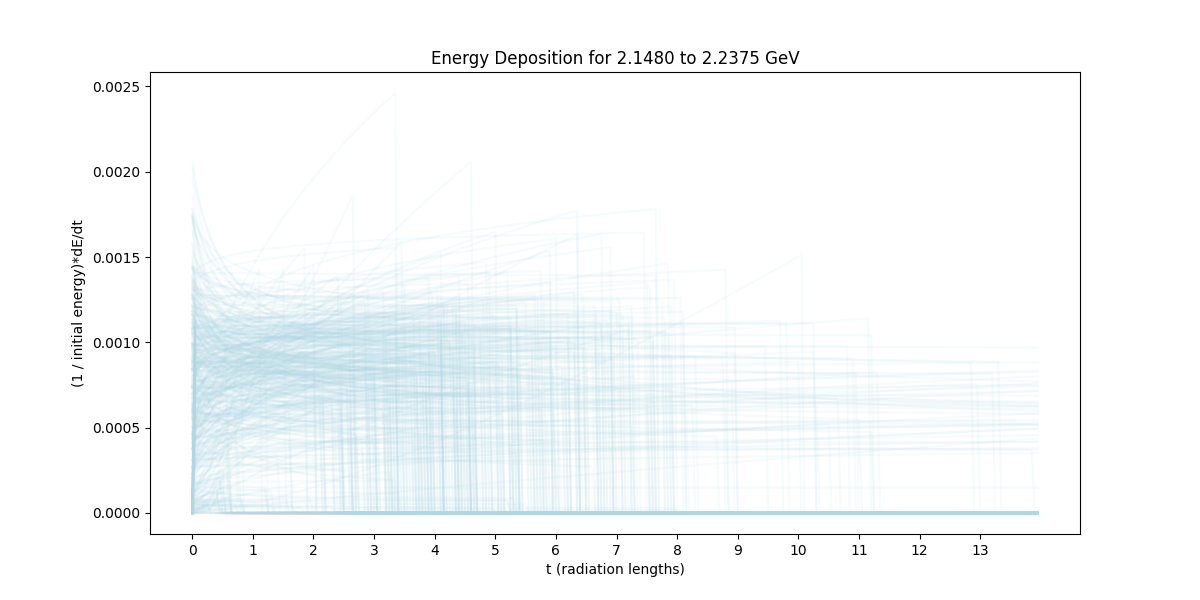 Energy Deposition for 2.1480 to 2.2375 GeV
(1 / initial energy)*dE/dt
0.0025
0.0020
0.0015
0.0010
0.0005
0.0000
0 1 2 3 4 5 6 7 8 9 10 11 12 13
t (radiation lengths)